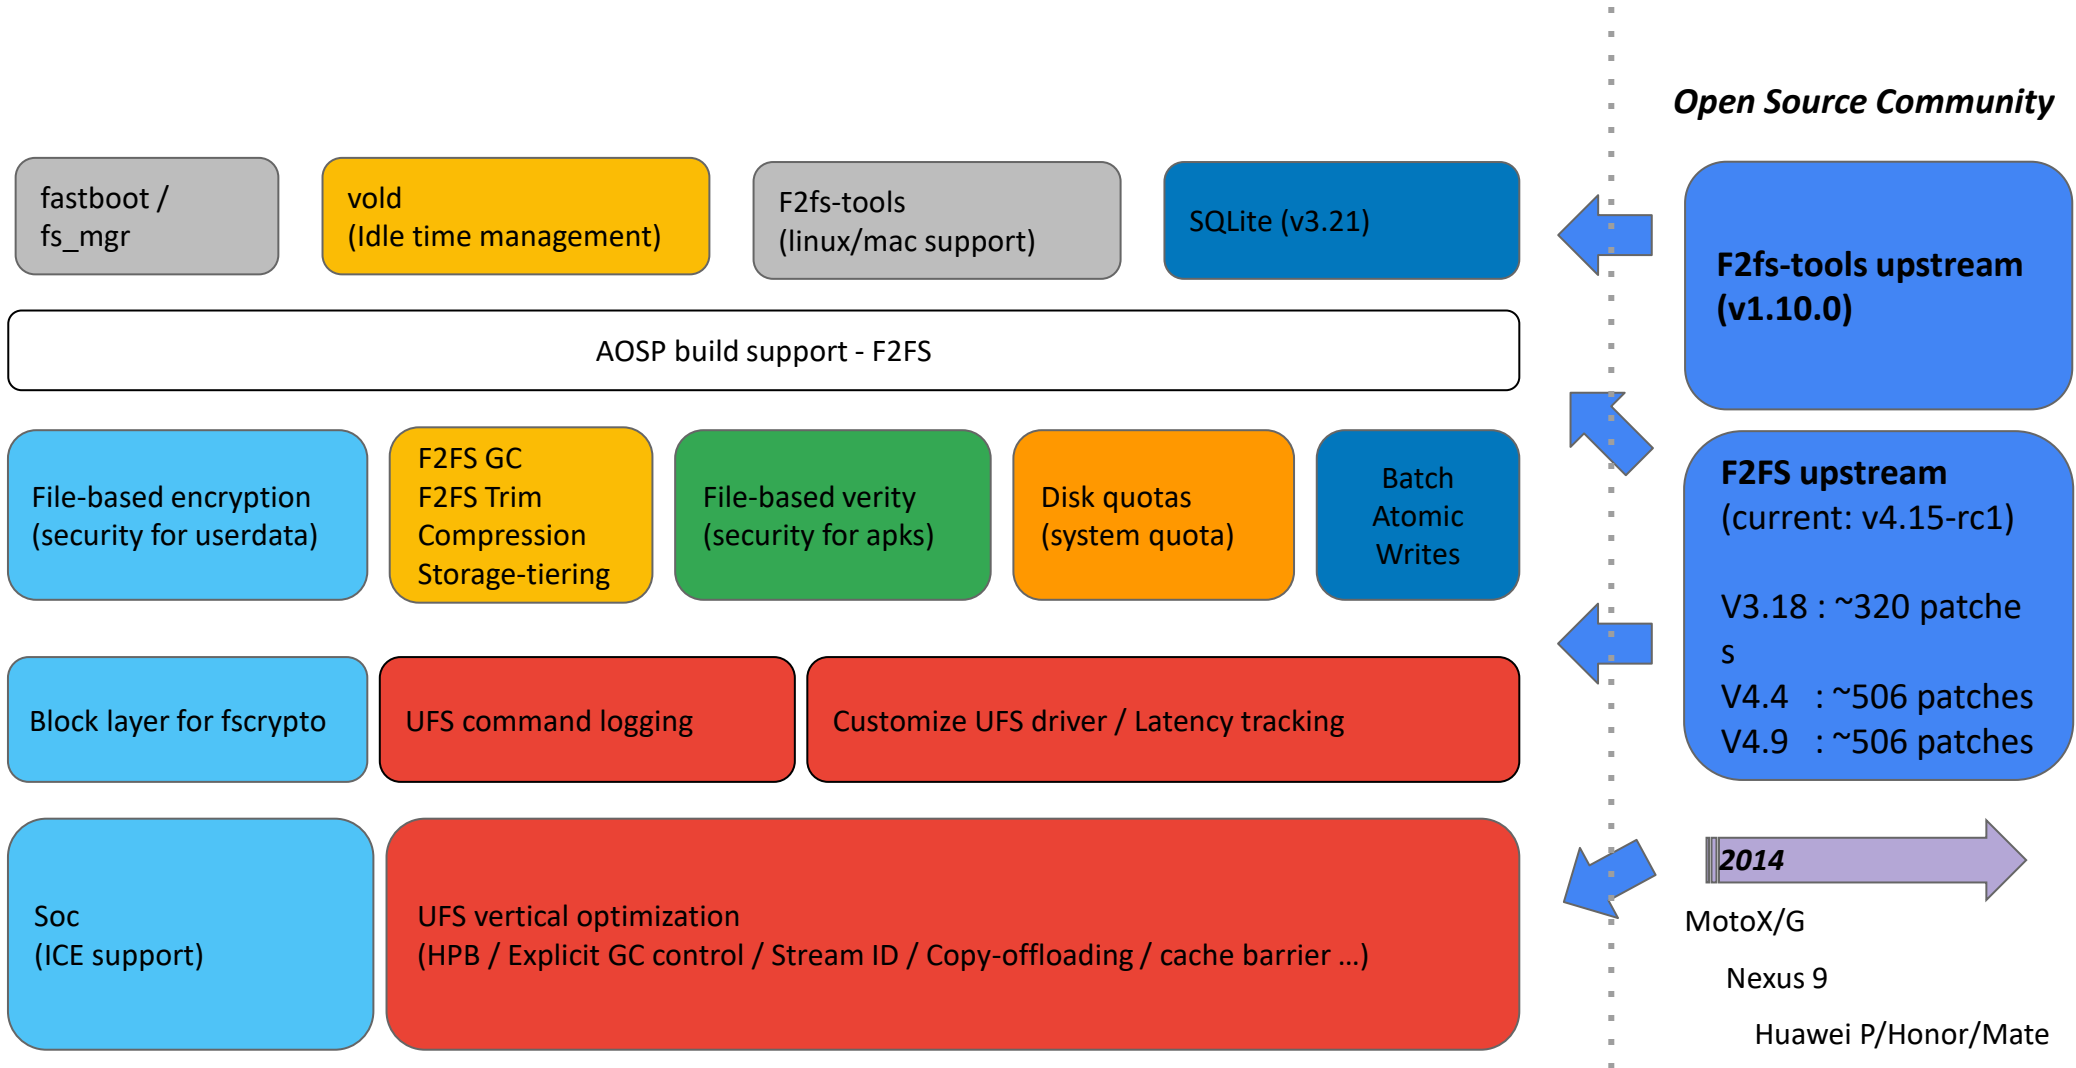 Open Source Community
fastboot /
fs_mgr
vold
(Idle time management)
F2fs-tools
(linux/mac support)
SQLite (v3.21)
F2fs-tools upstream
(v1.10.0)
AOSP build support - F2FS
File-based encryption
(security for userdata)
F2FS GC
F2FS Trim
Compression
Storage-tiering
File-based verity
(security for apks)
Disk quotas
(system quota)
Batch
Atomic
Writes
F2FS upstream
(current: v4.15-rc1)
V3.18 : ~320 patche
s
V4.4 : ~506 patches
V4.9 : ~506 patches
Block layer for fscrypto
UFS command logging
Customize UFS driver / Latency tracking
Soc
(ICE support)
UFS vertical optimization
(HPB / Explicit GC control / Stream ID / Copy-offloading / cache barrier ...)
2014
MotoX/G
Nexus 9
Huawei P/Honor/Mate